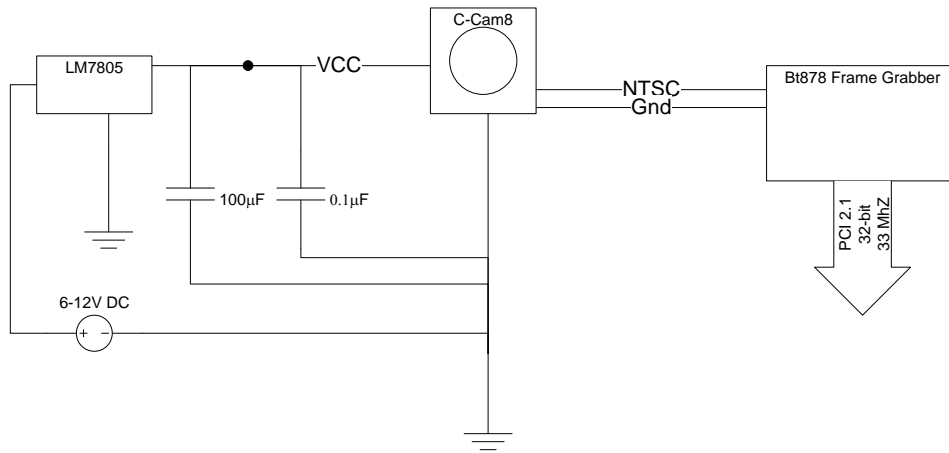 C-Cam8
LM7805
VCC
Bt878 Frame Grabber
NTSC
Gnd
100µF
0.1µF
PCI 2.1
32-bit
33 MhZ
6-12V DC
+ -